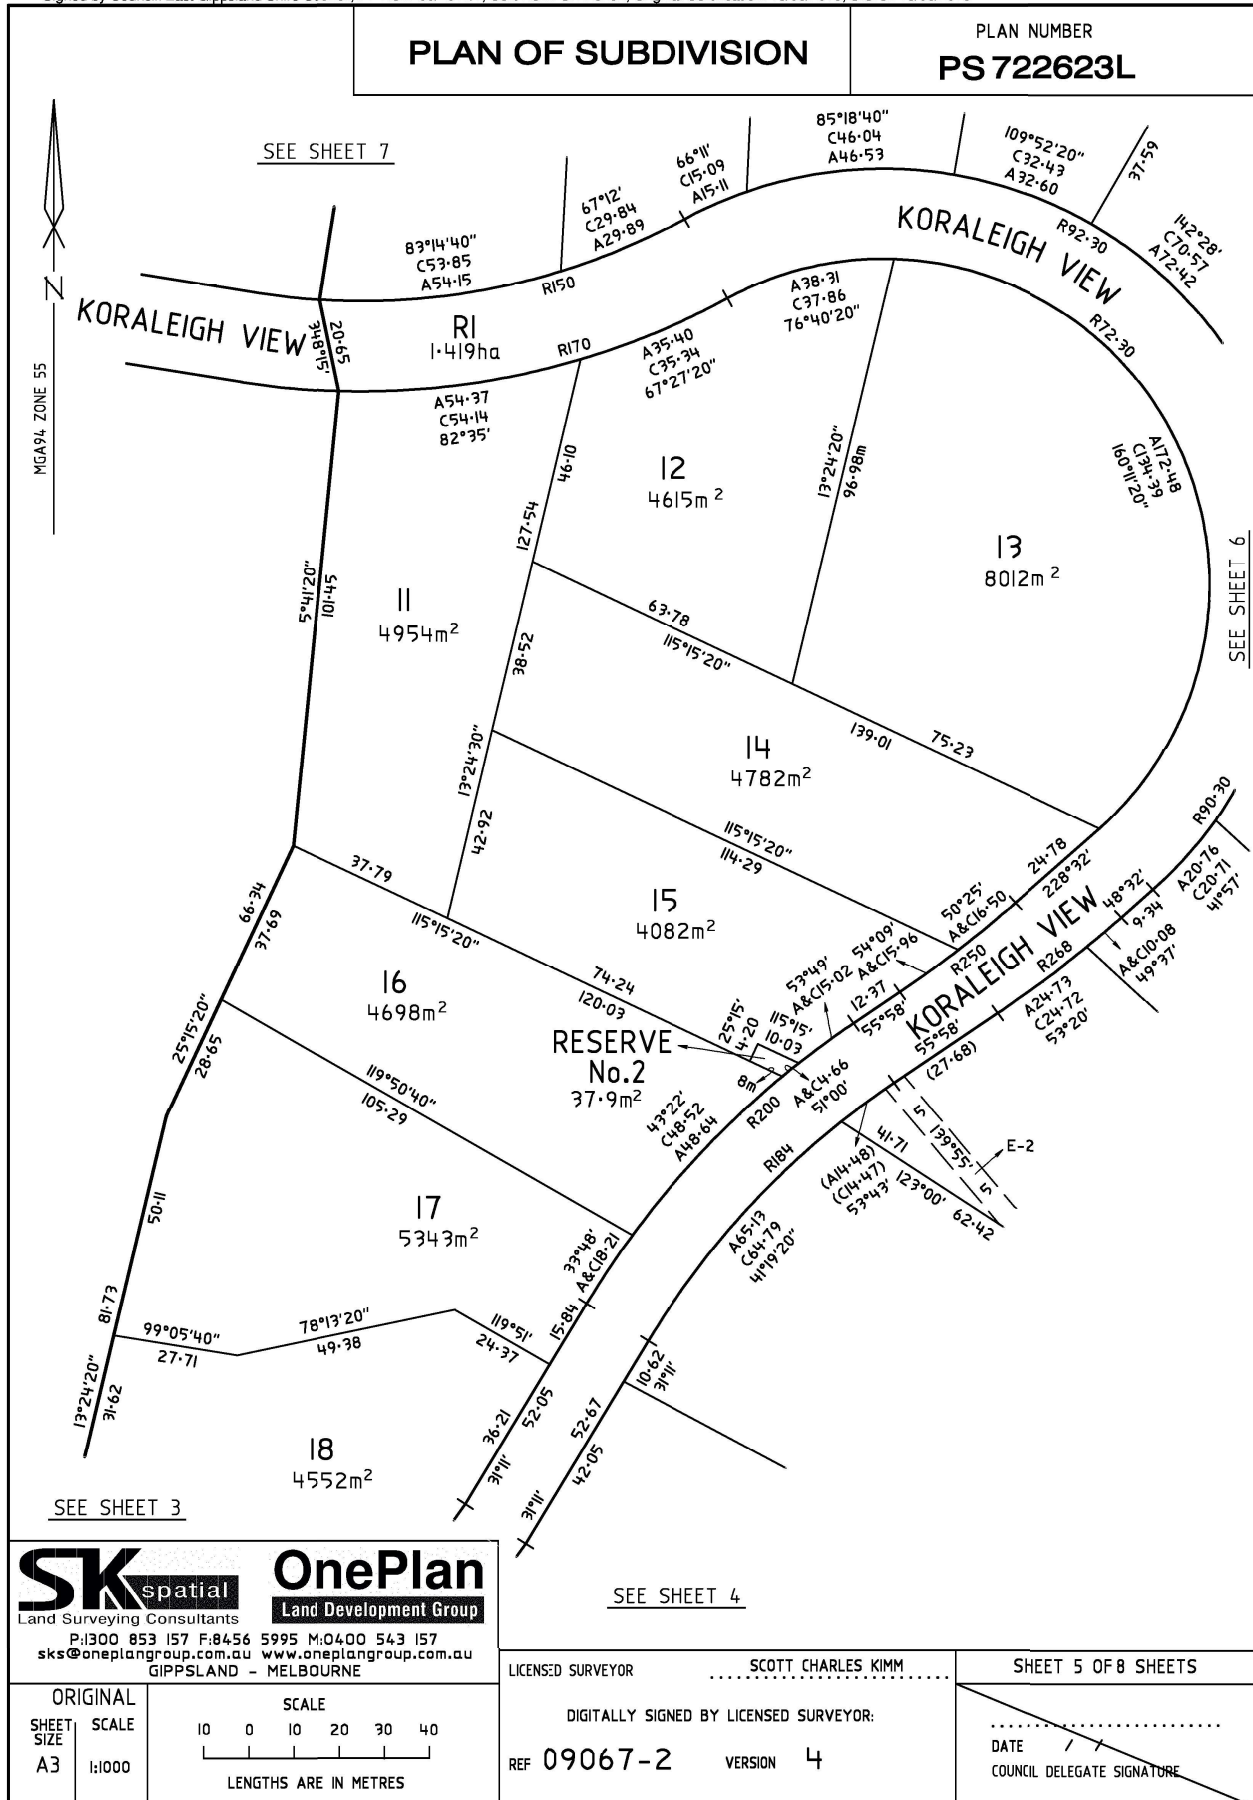 PLAN OF SUBDIVISION
PLAN NUMBER
PS 722623L
SEE SHEET 7
MGA94 ZONE 55
N
KORALEIGH VIEW
348°15'
20·65
83°14'40"
C53·85
A54·15
R1
1·419ha
R150
67°12'
C29·84
A29·89
66°11'
C15·09
A15·11
85°18'40"
C46·04
A46·53
109°52'20"
C32·43
A32·60
37·59
142°28'
C70·57
A72·42
KORALEIGH VIEW
R92·30
R72·30
R170
A54·37
C54·14
82°35'
A35·40
C35·34
67°27'20"
A38·31
C37·86
76°40'20"
A172·48
C134·39
160°11'20"
SEE SHEET 6
12
4615m²
46·10
127·54
13°24'20"
96·98m
13
8012m²
11
4954m²
5°41'20"
101·45
38·52
63·78
115°15'20"
14
4782m²
139·01
75·23
13°24'30"
42·92
115°15'20"
114·29
15
4082m²
37·79
115°15'20"
74·24
120·03
66·34
37·69
25°15'20"
28·65
16
4698m²
119°50'40"
105·29
RESERVE
No.2
37·9m²
25°15'
4·20
115°15'
10·03
8m
53°49'
A&C15·02
54°09'
A&C15·96
12·37
55°58'
50°25'
A&C16·50
24·78
228°32'
R250
KORALEIGH VIEW
R268
48°32'
9·34
R90·30
A20·76
C20·71
41°57'
A&C10·08
49°37'
A24·73
C24·72
53°20'
55°58'
(27·68)
A&C4·66
51°00'
R200
43°22'
C48·52
A48·64
R184
(A14·48)
(C14·47)
53°43'
41·71
123°00'
62·42
5
139°55'
5
E-2
A65·13
C64·79
41°19'20"
17
5343m²
50·11
81·73
33°48'
A&C18·21
15·84
99°05'40"
27·71
78°13'20"
49·38
119°51'
24·37
13°24'20"
31·62
10·62
31°11'
36·21
52·05
31°11'
52·67
42·05
31°11'
18
4552m²
SEE SHEET 3
SEE SHEET 4
SK spatial
Land Surveying Consultants
OnePlan
Land Development Group
P:1300 853 157 F:8456 5995 M:0400 543 157
sks@oneplangroup.com.au www.oneplangroup.com.au
GIPPSLAND - MELBOURNE
ORIGINAL
SHEET SIZE
SCALE
A3
1:1000
SCALE
10 0 10 20 30 40
LENGTHS ARE IN METRES
LICENSED SURVEYOR SCOTT CHARLES KIMM
DIGITALLY SIGNED BY LICENSED SURVEYOR:
REF 09067-2 VERSION 4
SHEET 5 OF 8 SHEETS
DATE / /
COUNCIL DELEGATE SIGNATURE